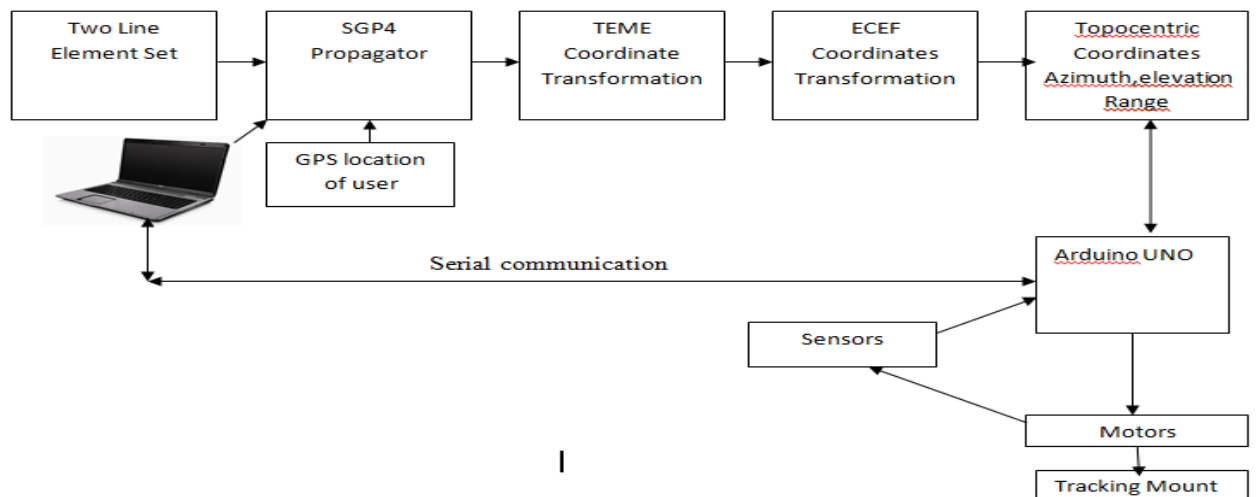 Two Line
Element Set
SGP4
Propagator
TEME
Coordinate
Transformation
ECEF
Coordinates
Transformation
Topocentric
Coordinates
Azimuth,elevation
Range
GPS location
of user
Serial communication
Arduino UNO
Sensors
Motors
Tracking Mount